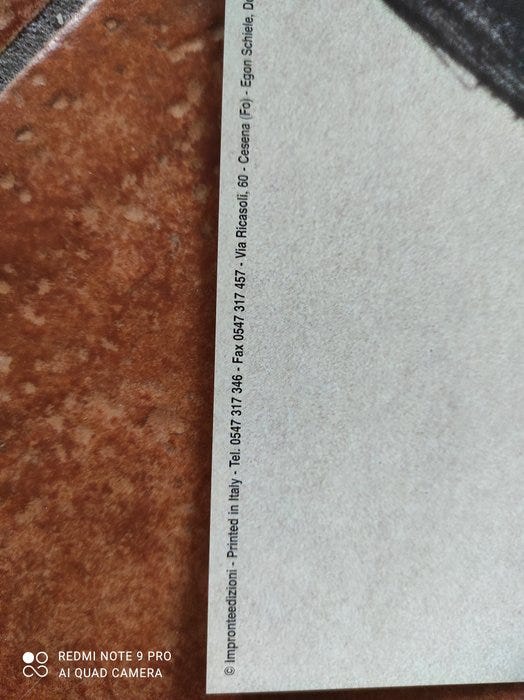 © Impronteedizioni - Printed in Italy - Tel. 0547 317 346 - Fax 0547 317 457 - Via Ricasoli, 60 - Cesena (Fo) - Egon Schiele,
REDMI NOTE 9 PRO
AI QUAD CAMERA